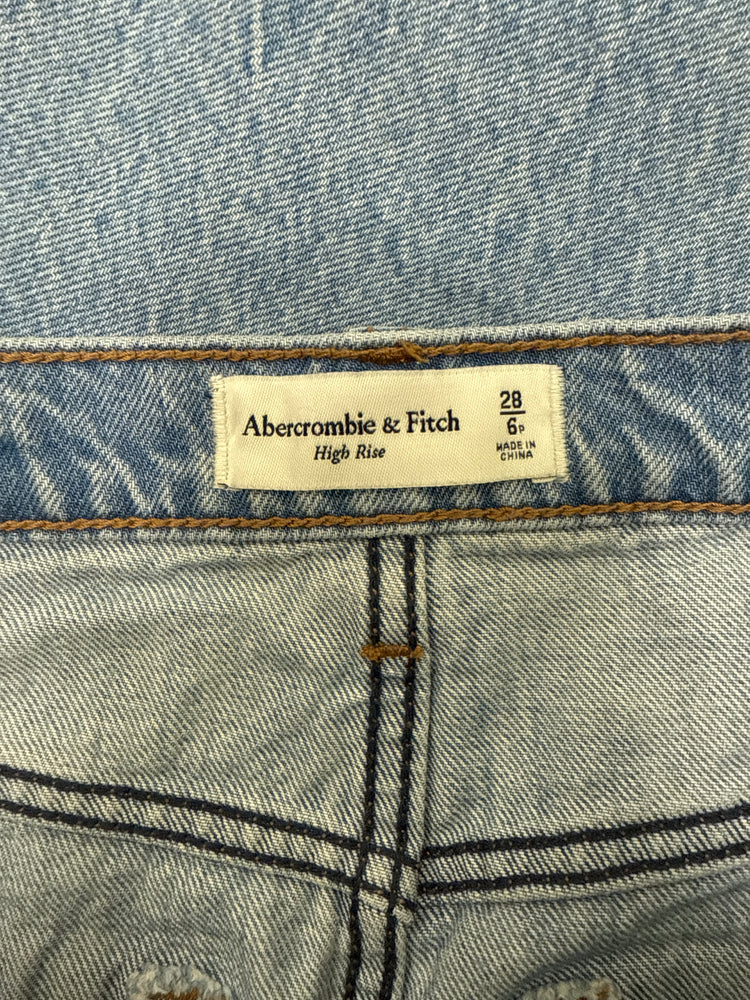 Abercrombie & Fitch
High Rise
28
6P
MADE IN
CHINA